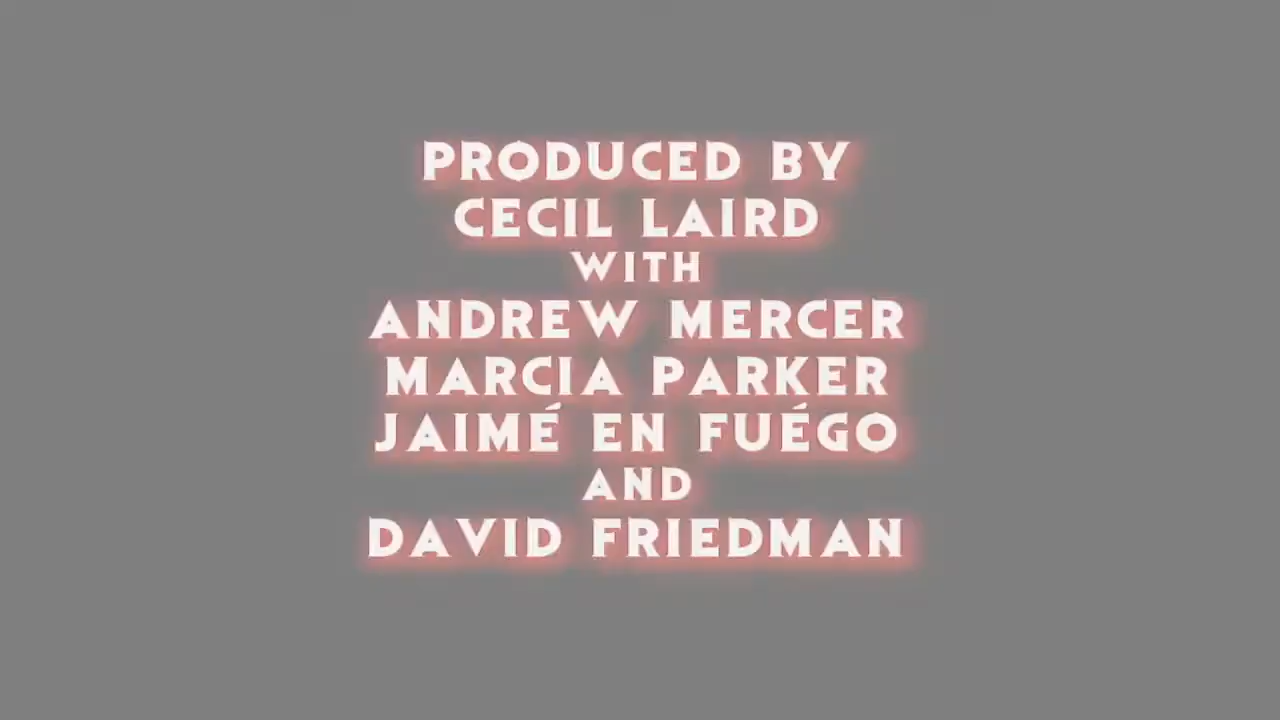 PRODUCED BY
CECIL LAIRD
WITH
ANDREW MERCER
MARCIA PARKER
JAIMÉ EN FUÉGO
AND
DAVID FRIEDMAN